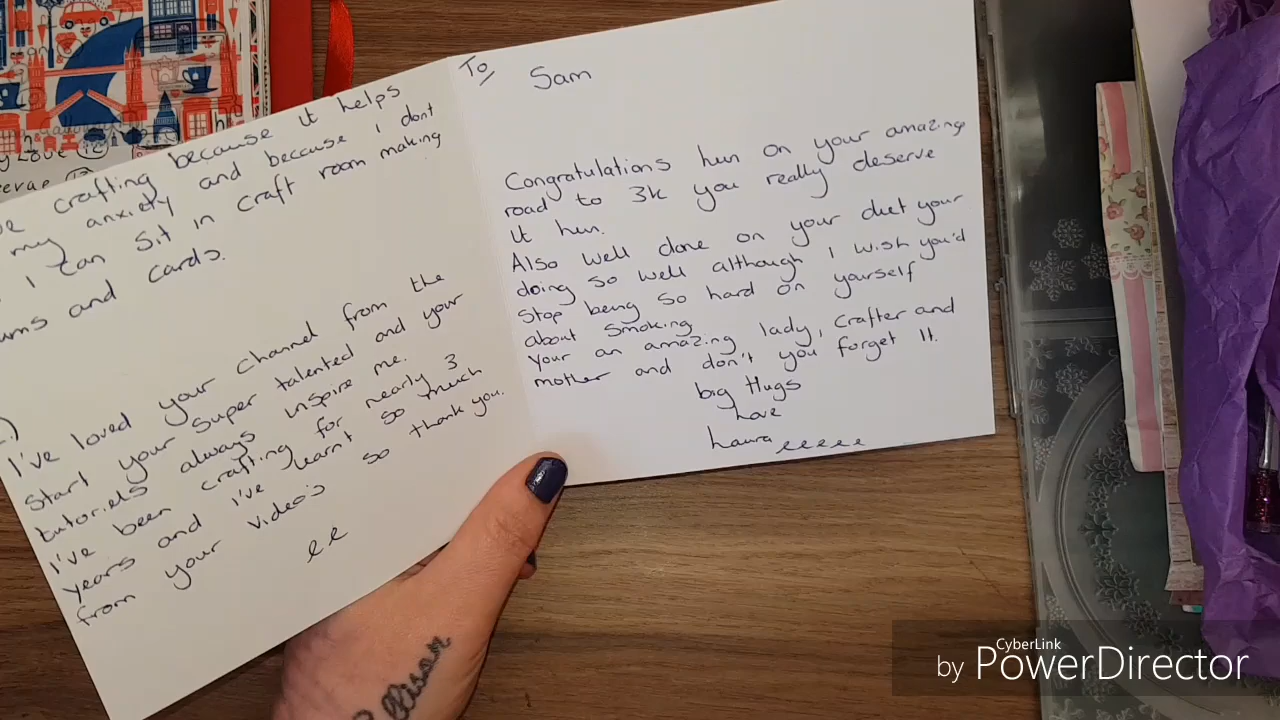 crafting because it helps
my anxiety and because I dont
I can sit in craft room making
and cards.
I've loved your channel from the
start your super talented and your
tutoriels always inspire me.
I've been crafting for nearly 3
years and I've learnt so much
from your video's so thank you.
To/ Sam
Congratulations hun on your amazing
road to 3k you really deserve
it hun.
Also well done on your diet your
doing so well although I wish you'd
stop being so hard on yourself
about smoking
your an amazing lady, crafter and
mother and don't you forget it.
big Hugs
Love
Laura
CyberLink
by PowerDirector